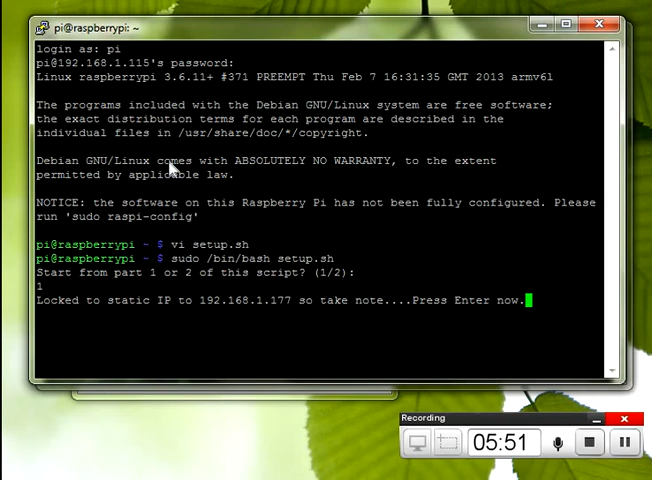 pi@raspberrypi: ~
login as: pi
pi@192.168.1.115's password:
Linux raspberrypi 3.6.11+ #371 PREEMPT Thu Feb 7 16:31:35 GMT 2013 armv6l
The programs included with the Debian GNU/Linux system are free software;
the exact distribution terms for each program are described in the
individual files in /usr/share/doc/*/copyright.
Debian GNU/Linux comes with ABSOLUTELY NO WARRANTY, to the extent
permitted by applicable law.
NOTICE: the software on this Raspberry Pi has not been fully configured. Please
run 'sudo raspi-config'
pi@raspberrypi ~ $ vi setup.sh
pi@raspberrypi ~ $ sudo /bin/bash setup.sh
Start from part 1 or 2 of this script? (1/2):
1
Locked to static IP to 192.168.1.177 so take note....Press Enter now.
Recording
05:51